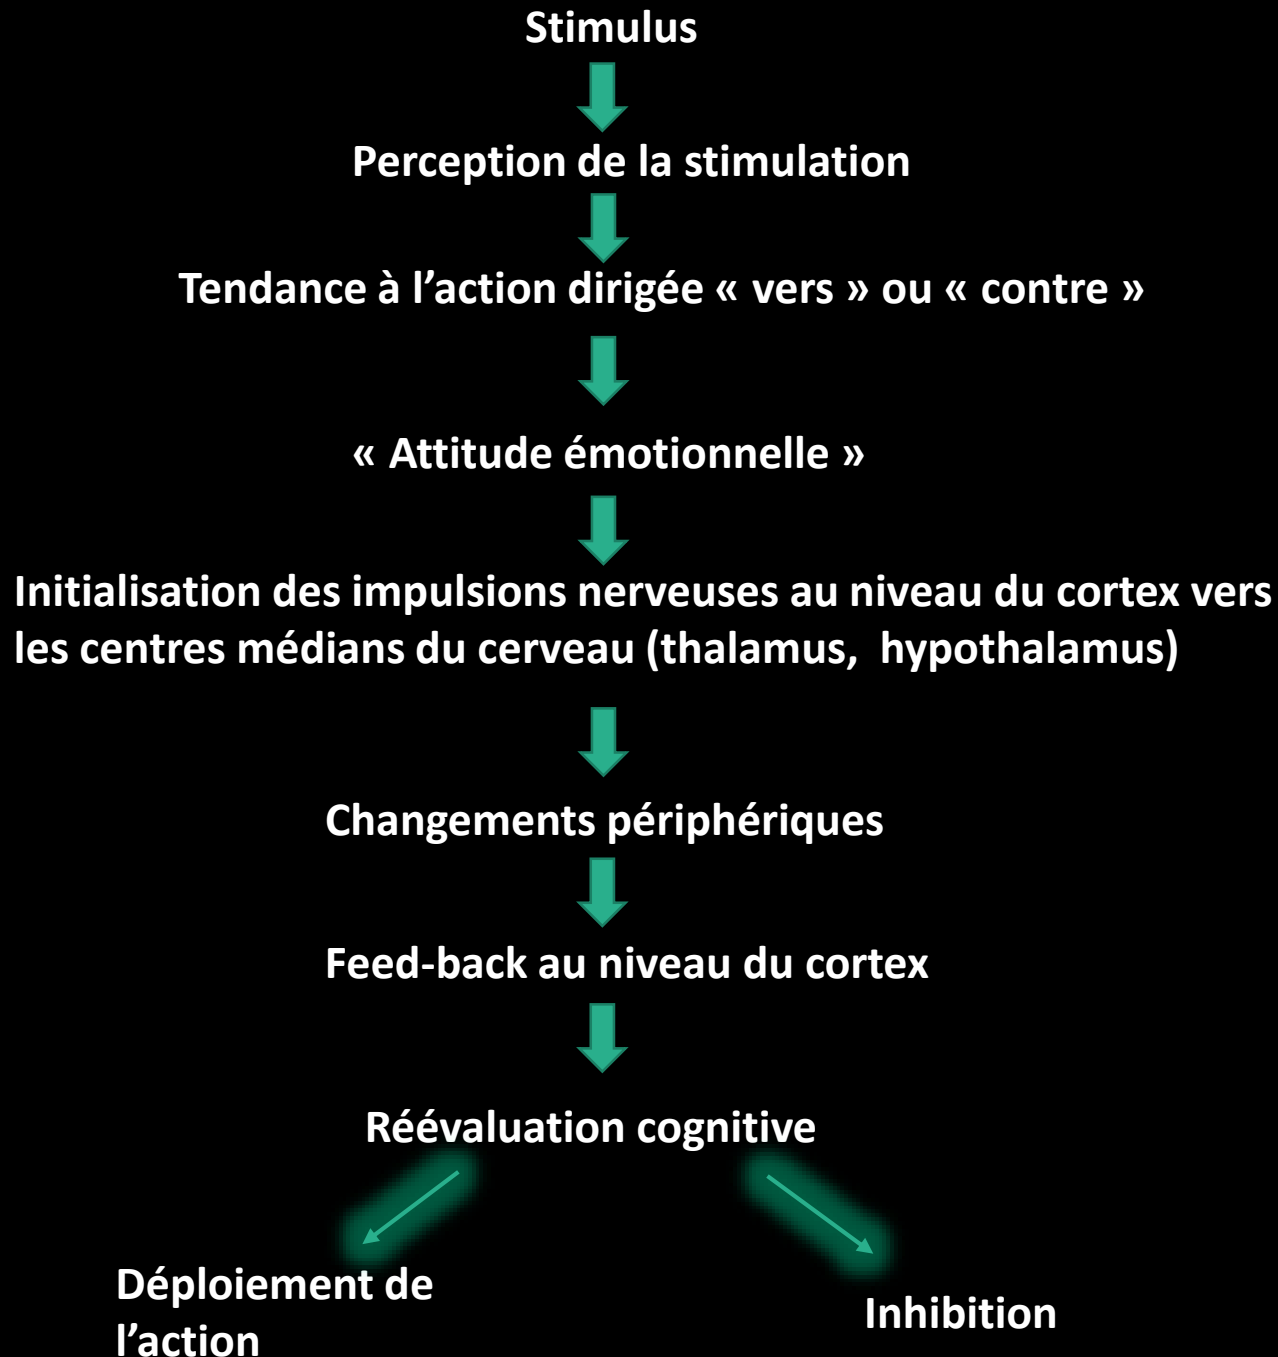 Stimulus
Perception de la stimulation
Tendance à l’action dirigée « vers » ou « contre »
« Attitude émotionnelle »
Initialisation des impulsions nerveuses au niveau du cortex vers
les centres médians du cerveau (thalamus, hypothalamus)
Changements périphériques
Feed-back au niveau du cortex
Réévaluation cognitive
Déploiement de
l’action
Inhibition